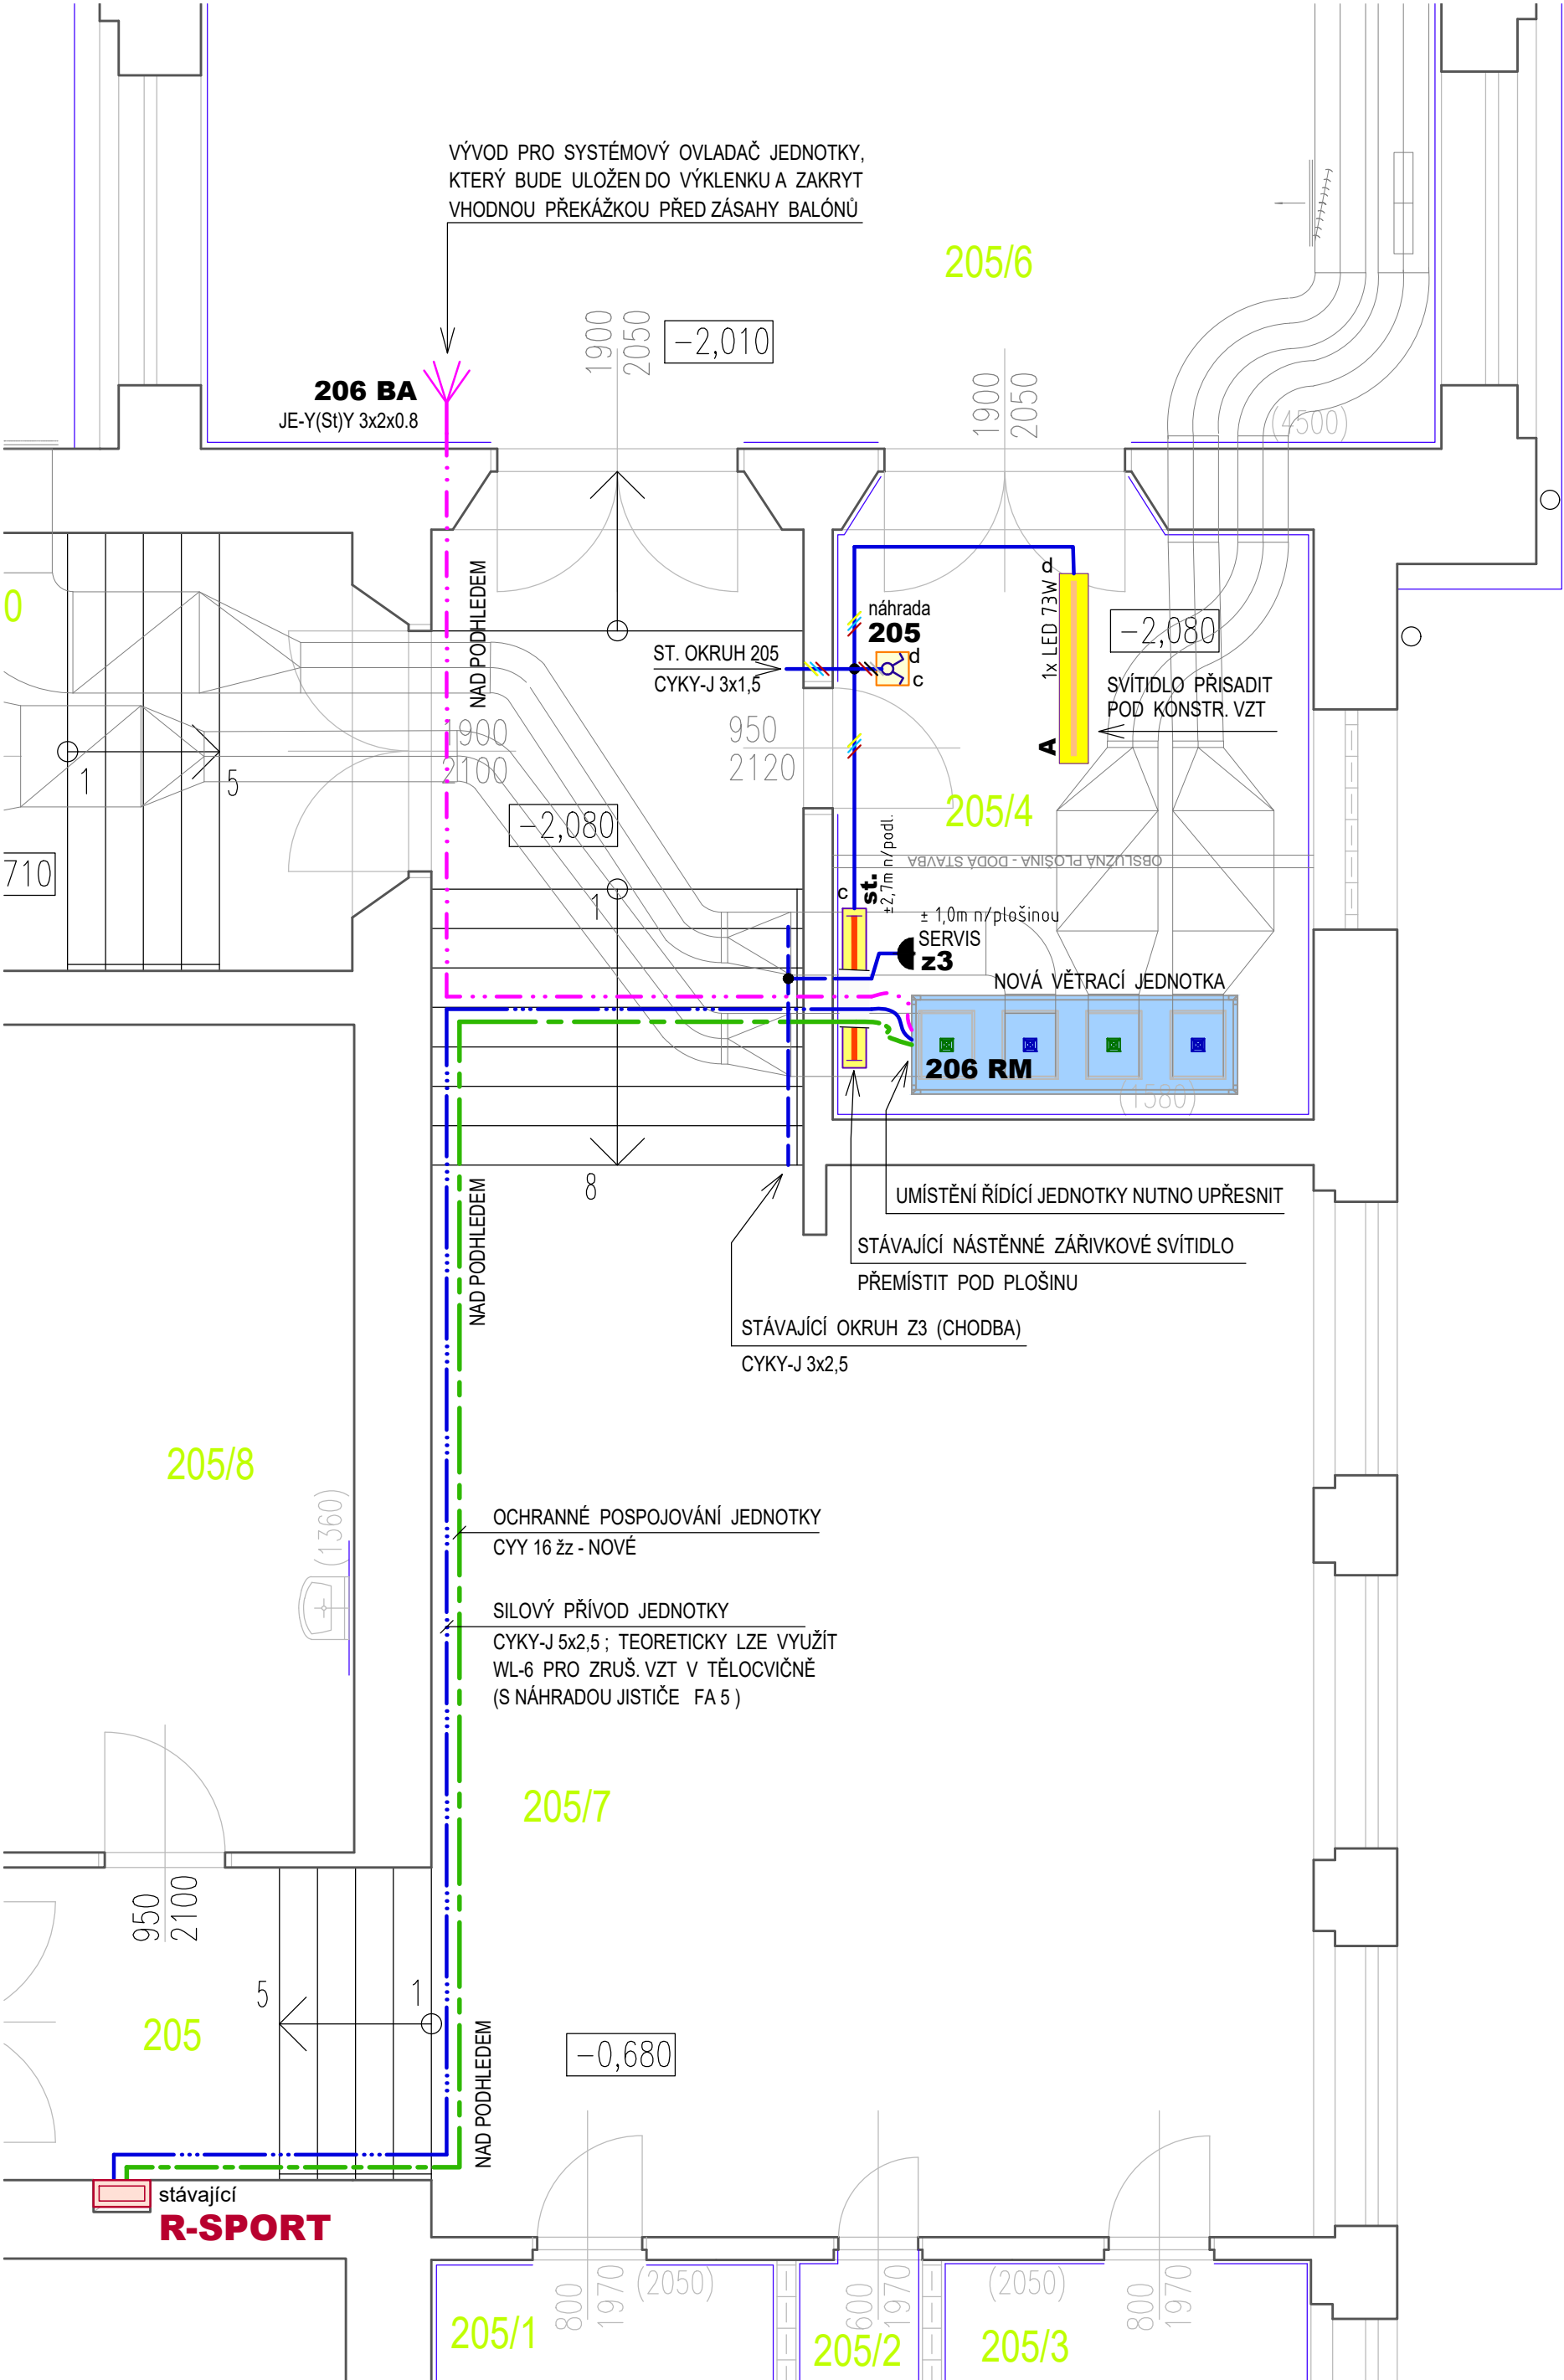 VÝVOD PRO SYSTÉMOVÝ OVLADAČ JEDNOTKY,
KTERÝ BUDE ULOŽEN DO VÝKLENKU A ZAKRYT
VHODNOU PŘEKÁŽKOU PŘED ZÁSAHY BALÓNŮ
205/6
1900
2050
−2,010
206 BA
JE-Y(St)Y 3x2x0.8
1900
2050
(4500)
NAD PODHLEDEM
0
náhrada
205
d
c
ST. OKRUH 205
CYKY-J 3x1,5
d
1x LED 73W
A
−2,080
SVÍTIDLO PŘISADIT
POD KONSTR. VZT
1
5
1900
2100
950
2120
−2,080
205/4
710
OBSLUŽNÁ PLOŠINA - DODÁ STAVBA
c
st.
±2,7m n/podl.
1
± 1,0m n/plošinou
SERVIS
z3
NOVÁ VĚTRACÍ JEDNOTKA
206 RM
(1580)
8
NAD PODHLEDEM
UMÍSTĚNÍ ŘÍDÍCÍ JEDNOTKY NUTNO UPŘESNIT
STÁVAJÍCÍ NÁSTĚNNÉ ZÁŘIVKOVÉ SVÍTIDLO
PŘEMÍSTIT POD PLOŠINU
STÁVAJÍCÍ OKRUH Z3 (CHODBA)
CYKY-J 3x2,5
205/8
(1360)
OCHRANNÉ POSPOJOVÁNÍ JEDNOTKY
CYY 16 žz - NOVÉ
SILOVÝ PŘÍVOD JEDNOTKY
CYKY-J 5x2,5 ; TEORETICKY LZE VYUŽÍT
WL-6 PRO ZRUŠ. VZT V TĚLOCVIČNĚ
(S NÁHRADOU JISTIČE FA 5 )
205/7
950
2100
5
1
205
NAD PODHLEDEM
−0,680
stávající
R-SPORT
205/1
800
1970
(2050)
205/2
600
1970
205/3
(2050)
800
1970